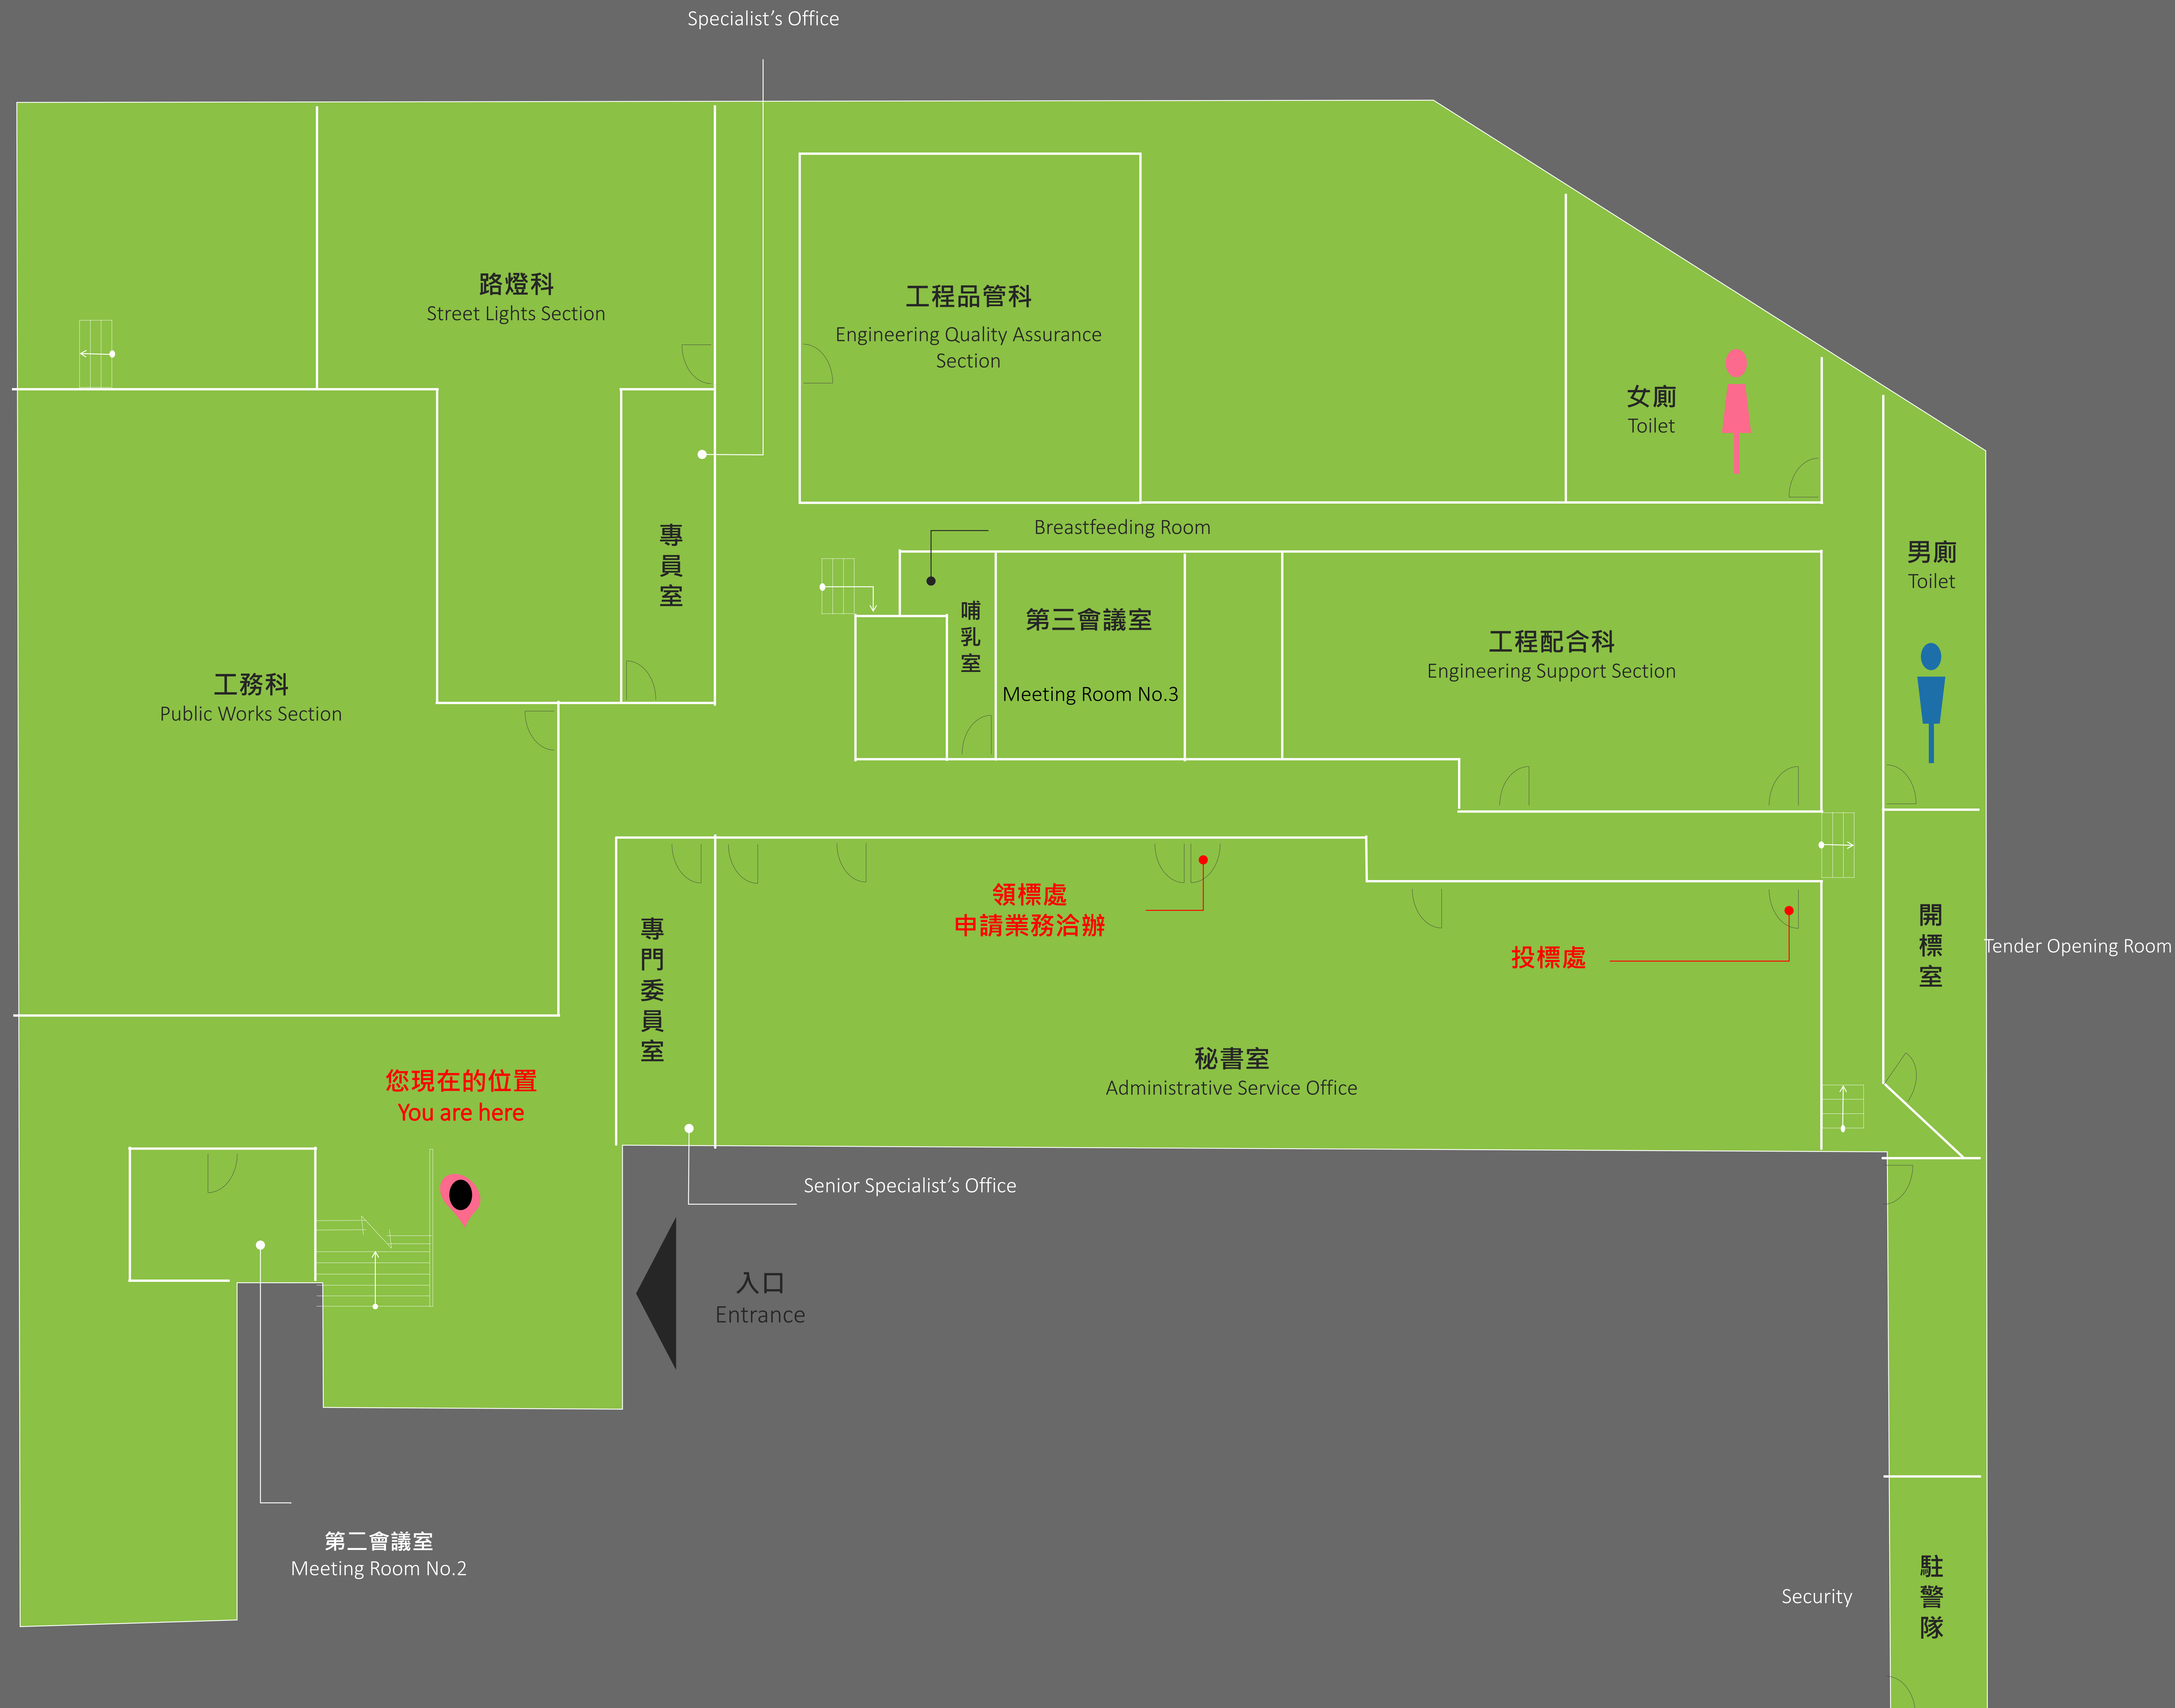 Specialist's Office
路燈科
Street Lights Section
工程品管科
Engineering Quality Assurance
Section
女廁
Toilet
專員室
Breastfeeding Room
哺乳室
第三會議室
Meeting Room No.3
工程配合科
Engineering Support Section
男廁
Toilet
工務科
Public Works Section
專門委員室
領標處
申請業務洽辦
投標處
開標室
Tender Opening Room
秘書室
Administrative Service Office
您現在的位置
You are here
Senior Specialist's Office
入口
Entrance
第二會議室
Meeting Room No.2
Security
駐警隊